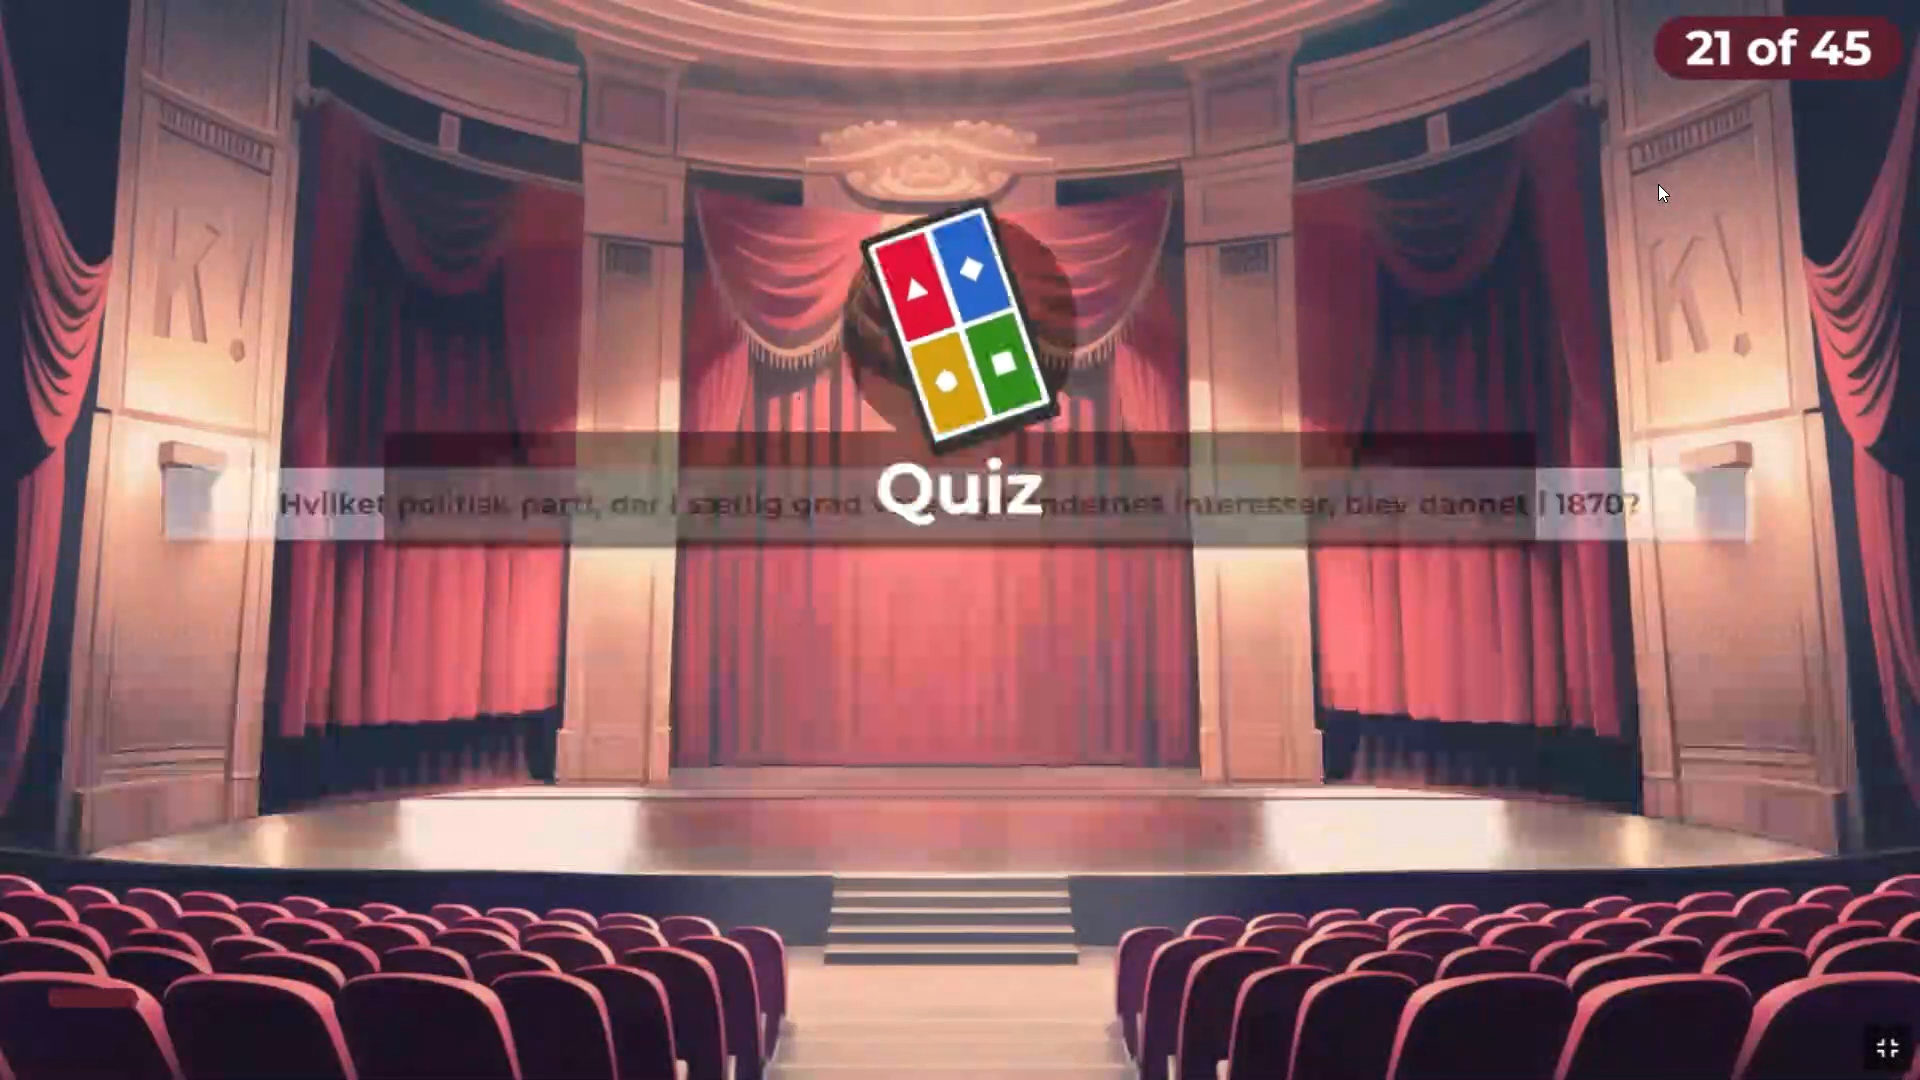 21 of 45
K!
K!
Quiz
Hvilket politisk parti, der i særlig grad interesser, blev dannet i 1870?